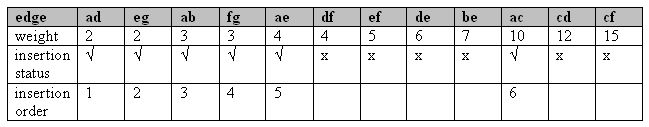 edge ad eg ab fg ae df ef de be ac cd cf
weight 2 2 3 3 4 4 5 6 7 10 12 15
insertion status √ √ √ √ √ x x x x √ x x
insertion order 1 2 3 4 5 6